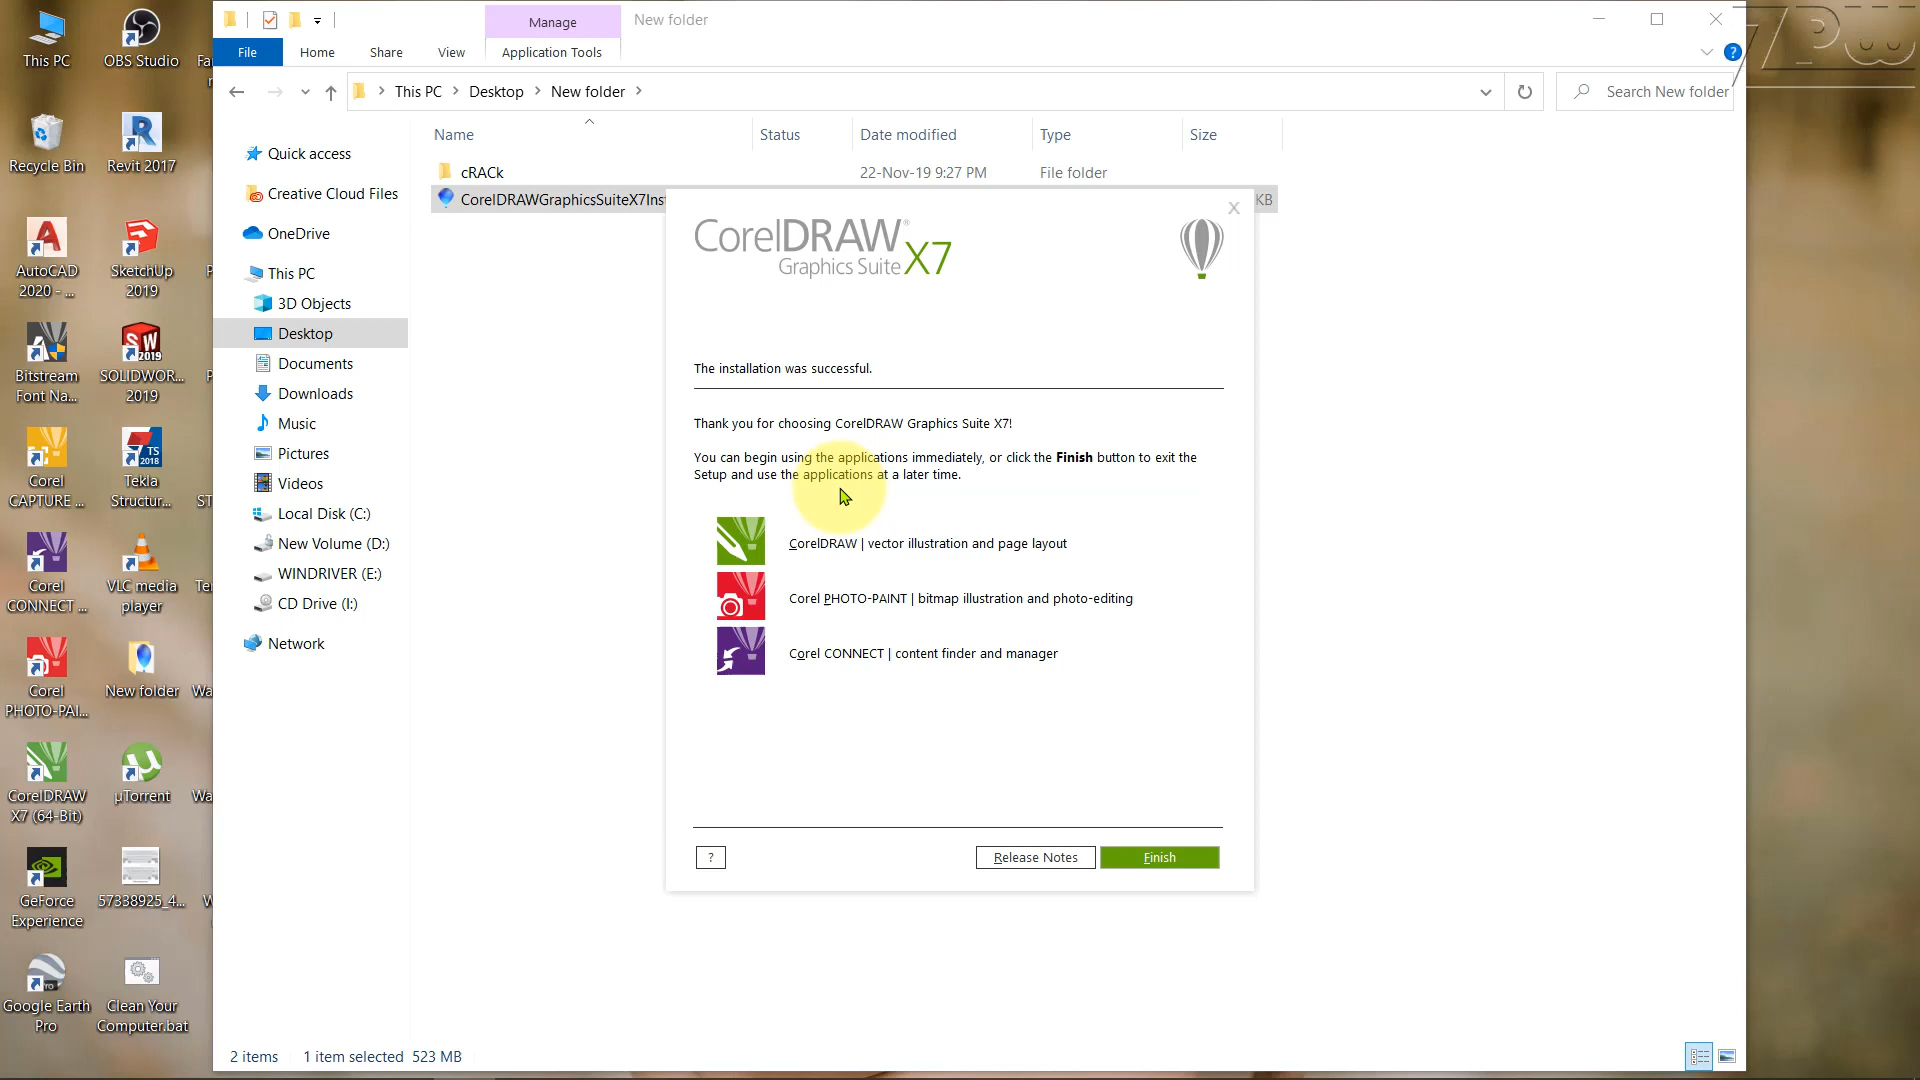 This PC
OBS Studio
Recycle Bin
Revit 2017
AutoCAD
2020 - ...
SketchUp
2019
Bitstream
Font Na...
SOLIDWOR...
2019
Corel
CAPTURE ...
Tekla
Structur...
Corel
CONNECT ...
VLC media
player
Corel
PHOTO-PAI...
New folder
CorelDRAW
X7 (64-Bit)
µTorrent
GeForce
Experience
57338925_4...
Google Earth
Pro
Clean Your
Computer.bat
Manage
New folder
File
Home
Share
View
Application Tools
This PC
Desktop
New folder
Search New folder
Name
Status
Date modified
Type
Size
Quick access
Creative Cloud Files
OneDrive
This PC
3D Objects
Desktop
Documents
Downloads
Music
Pictures
Videos
Local Disk (C:)
New Volume (D:)
WINDRIVER (E:)
CD Drive (I:)
Network
cRACk
22-Nov-19 9:27 PM
File folder
CorelDRAWGraphicsSuiteX7Inst
KB
X
CorelDRAW®
Graphics Suite X7
The installation was successful.
Thank you for choosing CorelDRAW Graphics Suite X7!
You can begin using the applications immediately, or click the Finish button to exit the
Setup and use the applications at a later time.
CorelDRAW | vector illustration and page layout
Corel PHOTO-PAINT | bitmap illustration and photo-editing
Corel CONNECT | content finder and manager
?
Release Notes
Finish
2 items
1 item selected 523 MB